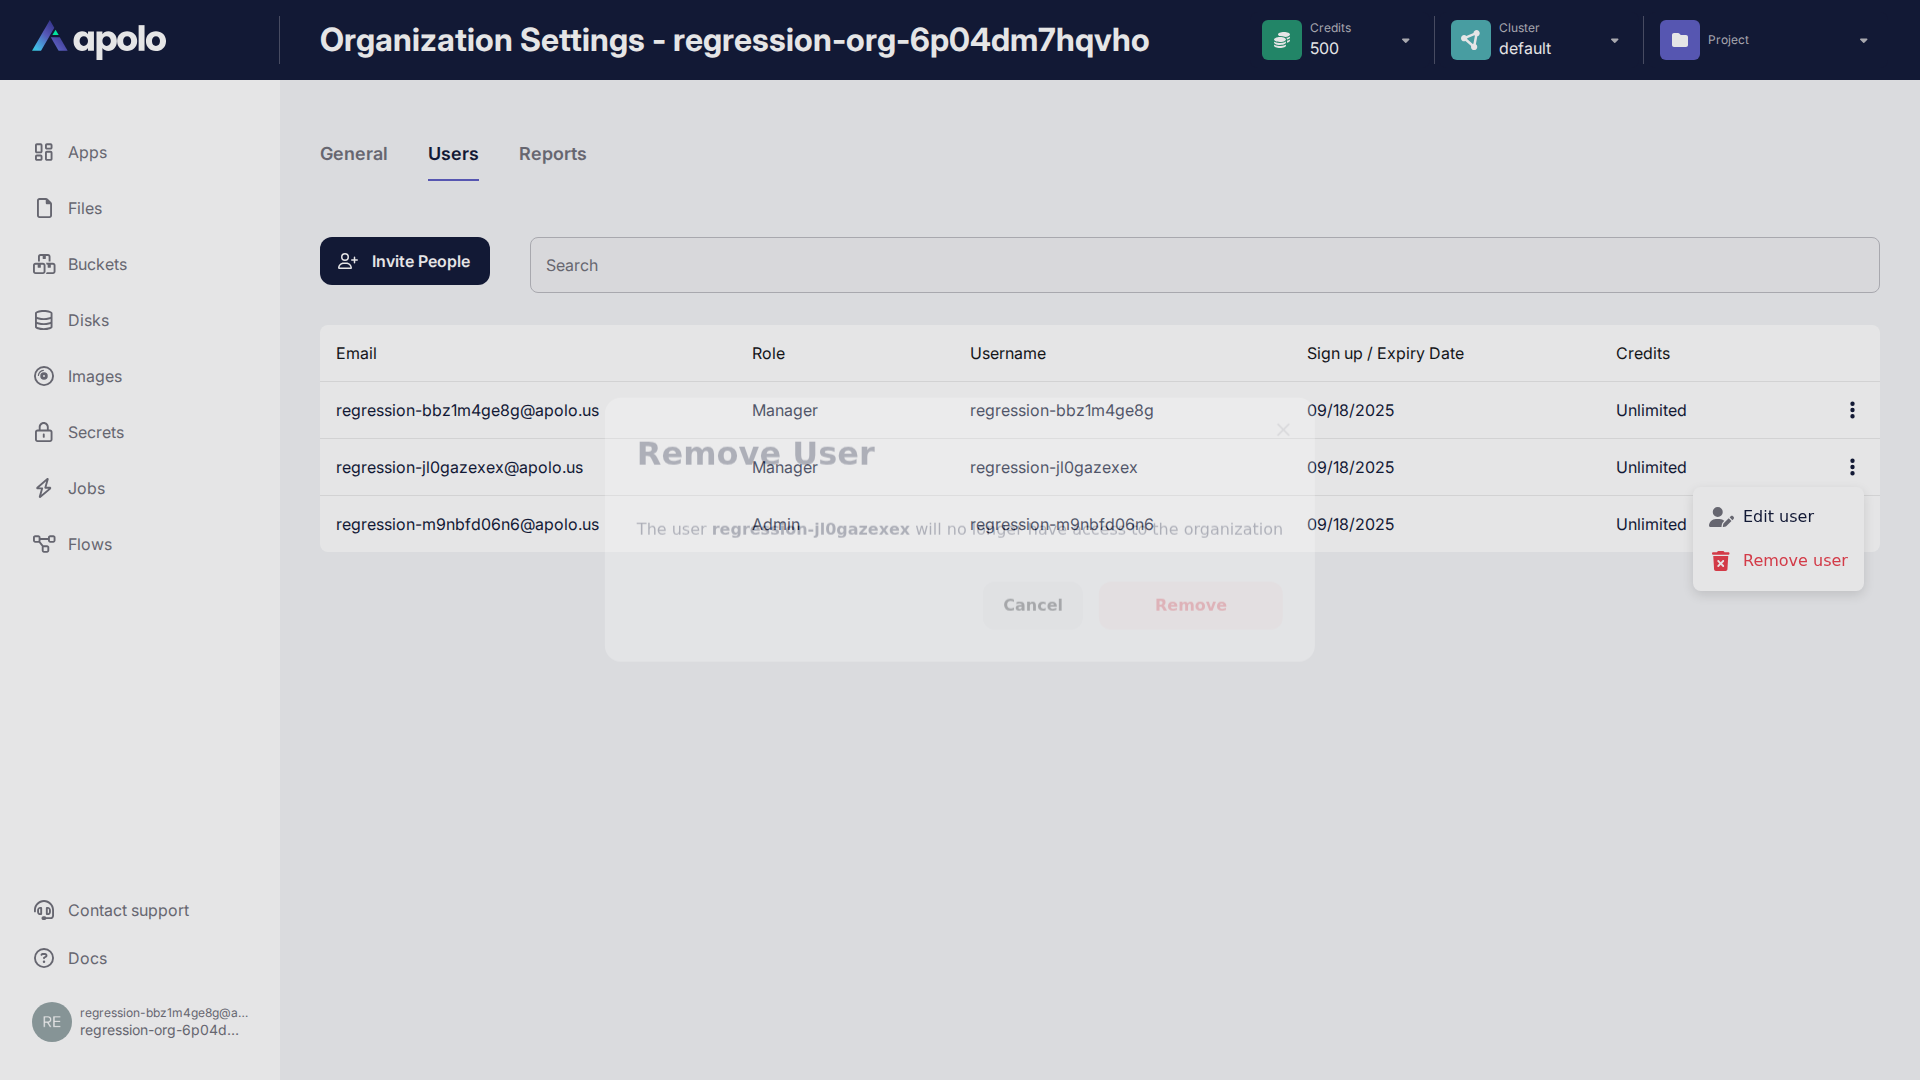 apolo
Organization Settings - regression-org-6p04dm7hqvho
Credits
500
Cluster
default
Project
Apps
Files
Buckets
Disks
Images
Secrets
Jobs
Flows
Contact support
Docs
RE
regression-bbz1m4ge8g@a...
regression-org-6p04d...
General
Users
Reports
Invite People
Search
Email Role Username Sign up / Expiry Date Credits
regression-bbz1m4ge8g@apolo.us Manager regression-bbz1m4ge8g 09/18/2025 Unlimited
regression-jl0gazexex@apolo.us Manager regression-jl0gazexex 09/18/2025 Unlimited
regression-m9nbfd06n6@apolo.us Admin regression-m9nbfd06n6 09/18/2025 Unlimited
Edit user
Remove user
Remove User
The user regression-jl0gazexex will no longer have access to the organization
Cancel
Remove